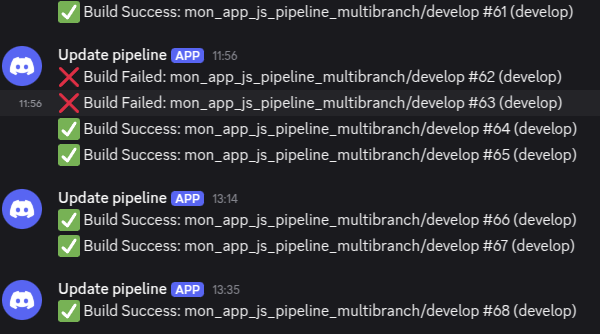 ✅ Build Success: mon_app_js_pipeline_multibranch/develop #61 (develop)
Update pipeline APP 11:56
❌ Build Failed: mon_app_js_pipeline_multibranch/develop #62 (develop)
11:56 ❌ Build Failed: mon_app_js_pipeline_multibranch/develop #63 (develop)
✅ Build Success: mon_app_js_pipeline_multibranch/develop #64 (develop)
✅ Build Success: mon_app_js_pipeline_multibranch/develop #65 (develop)
Update pipeline APP 13:14
✅ Build Success: mon_app_js_pipeline_multibranch/develop #66 (develop)
✅ Build Success: mon_app_js_pipeline_multibranch/develop #67 (develop)
Update pipeline APP 13:35
✅ Build Success: mon_app_js_pipeline_multibranch/develop #68 (develop)